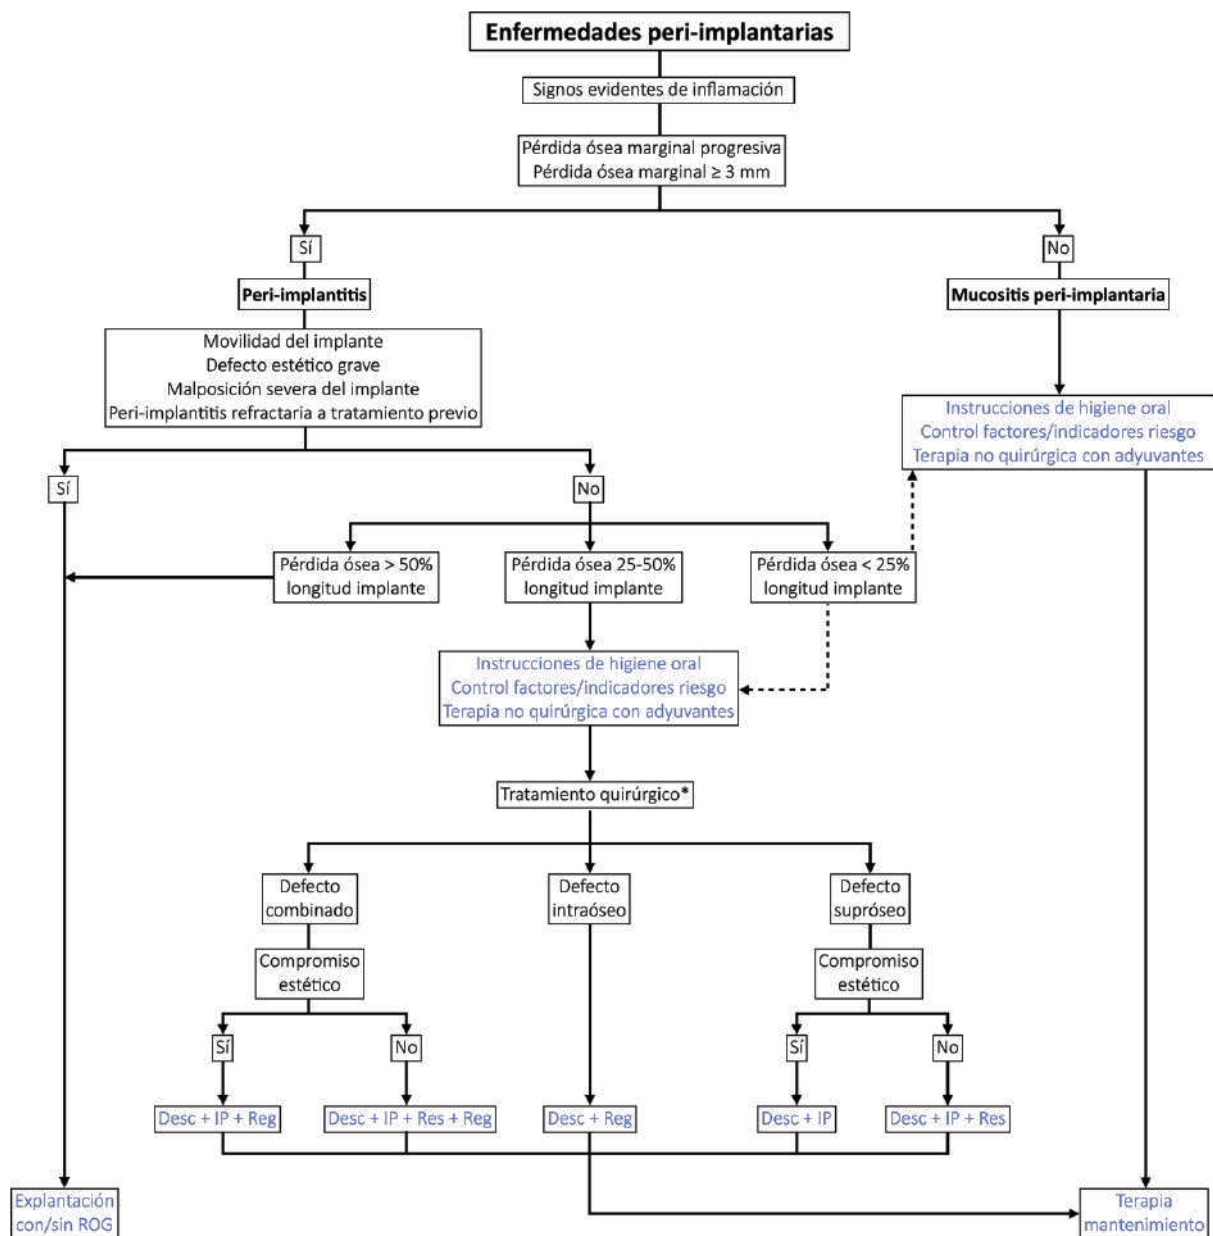 Enfermedades peri-implantarias
Signos evidentes de inflamación
Pérdida ósea marginal progresiva
Pérdida ósea marginal ≥ 3 mm
Sí
No
Peri-implantitis
Mucositis peri-implantaria
Movilidad del implante
Defecto estético grave
Malposición severa del implante
Peri-implantitis refractaria a tratamiento previo
Instrucciones de higiene oral
Control factores/indicadores riesgo
Terapia no quirúrgica con adyuvantes
Sí
No
Pérdida ósea > 50%
longitud implante
Pérdida ósea 25-50%
longitud implante
Pérdida ósea < 25%
longitud implante
Instrucciones de higiene oral
Control factores/indicadores riesgo
Terapia no quirúrgica con adyuvantes
Tratamiento quirúrgico*
Defecto
combinado
Defecto
intraóseo
Defecto
supróseo
Compromiso
estético
Compromiso
estético
Sí
No
Sí
No
Desc + IP + Reg
Desc + IP + Res + Reg
Desc + Reg
Desc + IP
Desc + IP + Res
Explantación
con/sin ROG
Terapia
mantenimiento